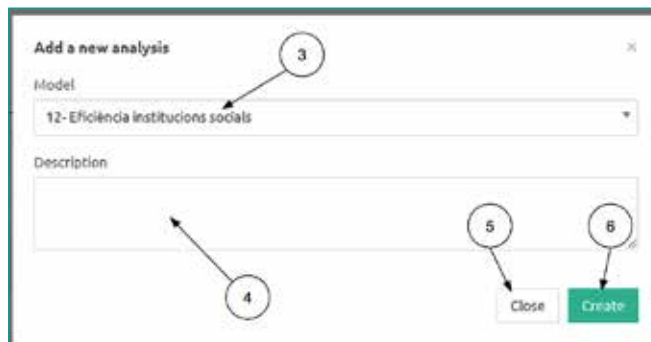 Add a new analysis
3
×
Model
12- Eficiència institucions socials
Description
5
6
4
Close
Create